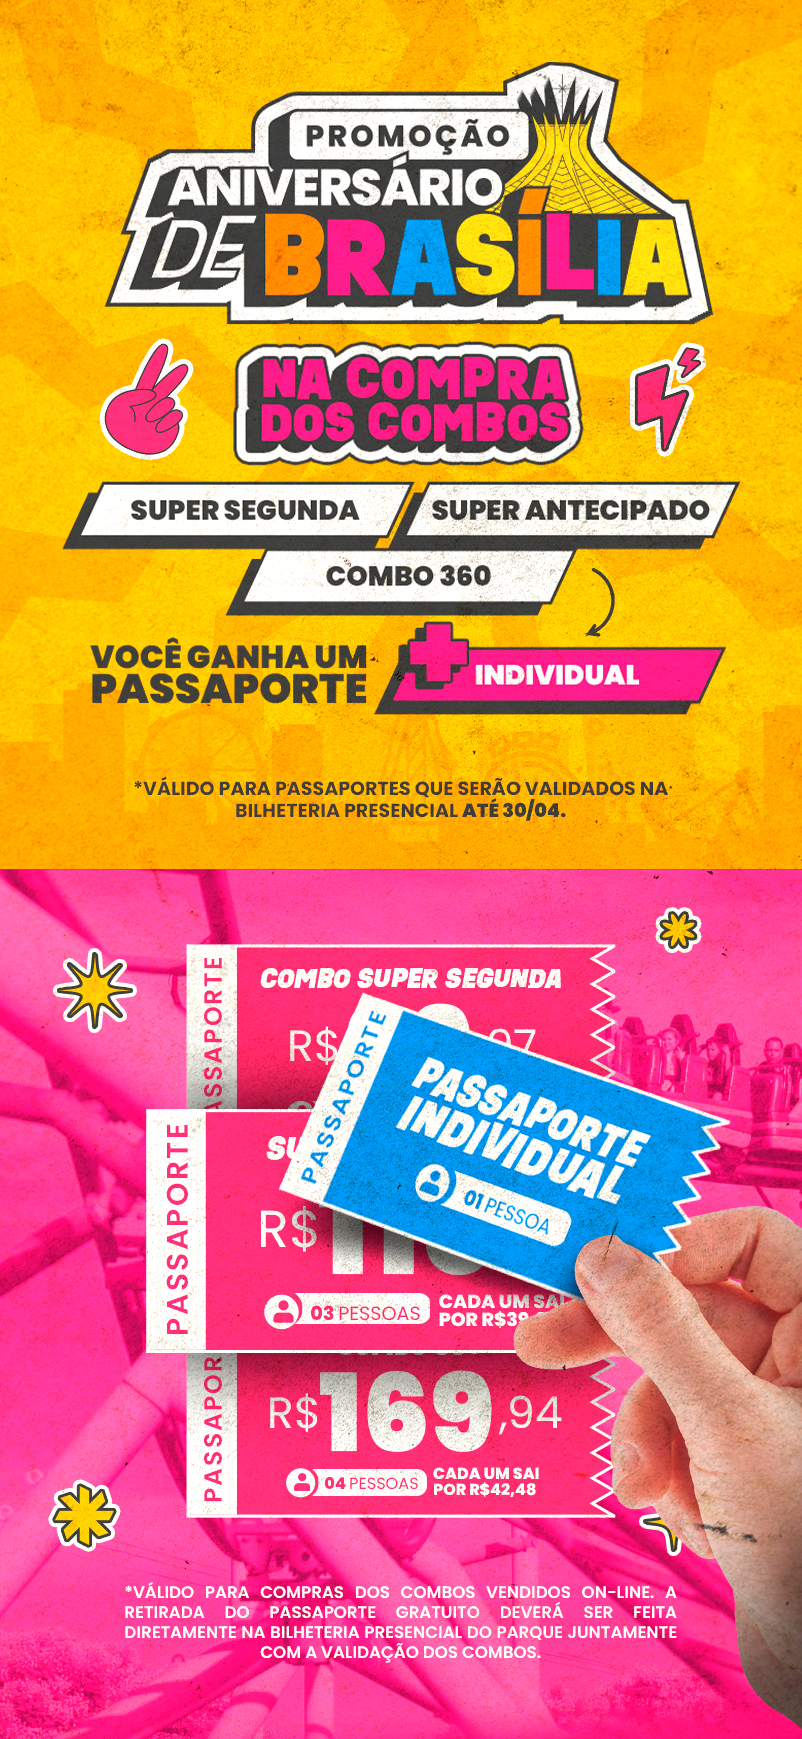 PROMOÇÃO
ANIVERSÁRIO
DE BRASÍLIA
NA COMPRA
DOS COMBOS
SUPER SEGUNDA
SUPER ANTECIPADO
COMBO 360
VOCÊ GANHA UM
PASSAPORTE
INDIVIDUAL
*VÁLIDO PARA PASSAPORTES QUE SERÃO VALIDADOS NA
BILHETERIA PRESENCIAL ATÉ 30/04.
COMBO SUPER SEGUNDA
R$
PASSAPORTE
PASSAPORTE
INDIVIDUAL
01 PESSOA
PASSAPORTE
R$
03 PESSOAS
CADA UM SAI
POR
R$169,94
04 PESSOAS
CADA UM SAI
POR R$42,48
*VÁLIDO PARA COMPRAS DOS COMBOS VENDIDOS ON-LINE. A
RETIRADA DO PASSAPORTE GRATUITO DEVERÁ SER FEITA
DIRETAMENTE NA BILHETERIA PRESENCIAL DO PARQUE JUNTAMENTE
COM A VALIDAÇÃO DOS COMBOS.